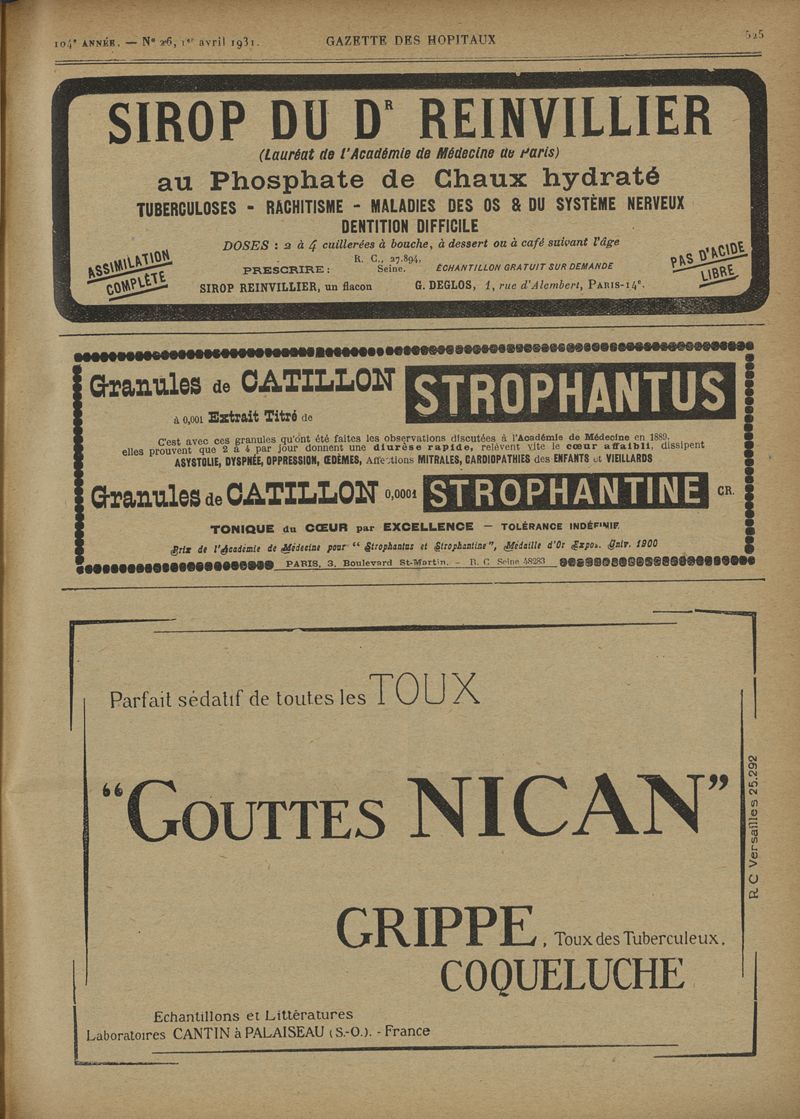 104e ANNÉE. — No 26, 1er avril 1931.
GAZETTE DES HOPITAUX
525
SIROP DU Dr REINVILLIER
(Lauréat de l'Académie de Médecine de Paris)
au Phosphate de Chaux hydraté
TUBERCULOSES - RACHITISME - MALADIES DES OS & DU SYSTÈME NERVEUX
DENTITION DIFFICILE
DOSES : 2 à 4 cuillerées à bouche, à dessert ou à café suivant l'âge
ASSIMILATION
COMPLÈTE
PRESCRIRE :
R. C., 27.894.
Seine.
ÉCHANTILLON GRATUIT SUR DEMANDE
PAS D'ACIDE
LIBRE
SIROP REINVILLIER, un flacon
G. DEGLOS, 1, rue d'Alembert, PARIS-14e.
Granules de CATILLON
à 0,001 Extrait Titré de
STROPHANTUS
C'est avec ces granules qu'ont été faites les observations discutées à l'Académie de Médecine en 1889,
elles prouvent que 2 à 4 par jour donnent une diurèse rapide, relèvent vite le cœur affaibli, dissipent
ASYSTOLIE, DYSPNÉE, OPPRESSION, ŒDÈMES, Affections MITRALES, CARDIOPATHIES des ENFANTS et VIEILLARDS
Granules de CATILLON 0,0001 STROPHANTINE CR.
TONIQUE du CŒUR par EXCELLENCE — TOLÉRANCE INDÉFINIE
Prix de l'Académie de Médecine pour " Strophantus et Strophantine", Médaille d'Or Expos. Univ. 1900
PARIS, 3, Boulevard St-Martin. - R. C. Seine 48283
Parfait sédatif de toutes les TOUX
"GOUTTES NICAN"
GRIPPE, Toux des Tuberculeux,
COQUELUCHE
Echantillons et Littératures
Laboratoires CANTIN à PALAISEAU (S.-O.). - France
R.C Versailles 25.292